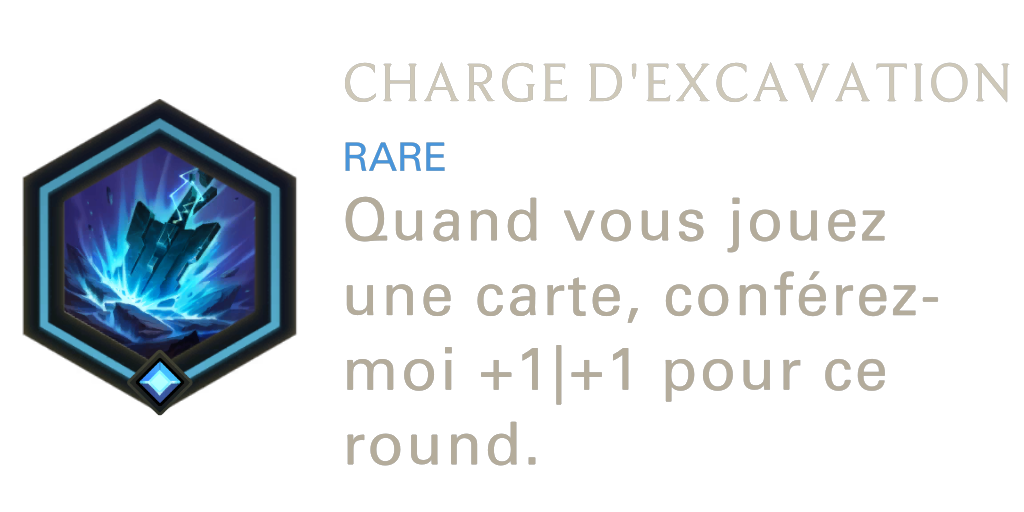 CHARGE D'EXCAVATION
RARE
Quand vous jouez
une carte, conférez-
moi +1|+1 pour ce
round.